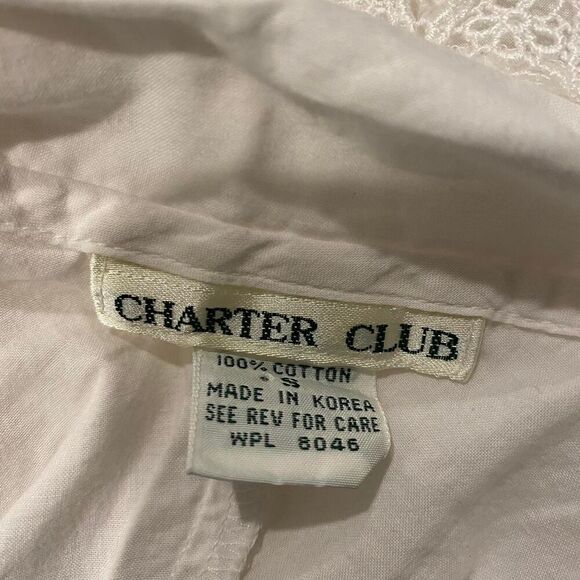 CHARTER CLUB
100% COTTON
S
MADE IN KOREA
SEE REV FOR CARE
WPL 8046